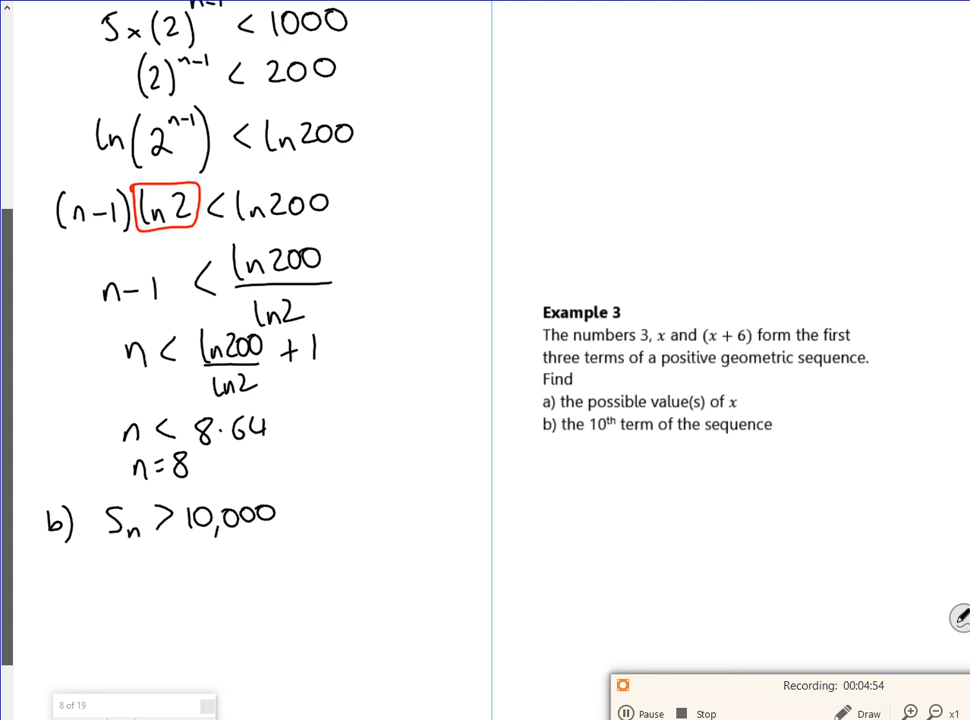 5 × (2)^{n-1} < 1000
(2)^{n-1} < 200
ln(2^{n-1}) < ln200
(n-1) ln2 < ln200
n-1 < ln200/ln2
n < ln200/ln2 + 1
n < 8.64
n=8
b) Sn > 10,000
8 of 19
Example 3
The numbers 3, x and (x + 6) form the first
three terms of a positive geometric sequence.
Find
a) the possible value(s) of x
b) the 10th term of the sequence
Recording: 00:04:54
Pause Stop Draw x1